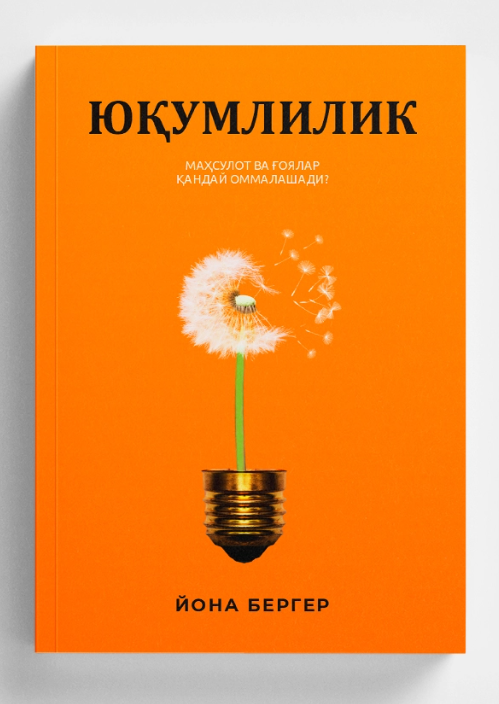 ЮҚУМЛИЛИК
МАҲСУЛОТ ВА ҒОЯЛАР
ҚАНДАЙ ОММАЛАШАДИ?
ЙОНА БЕРГЕР